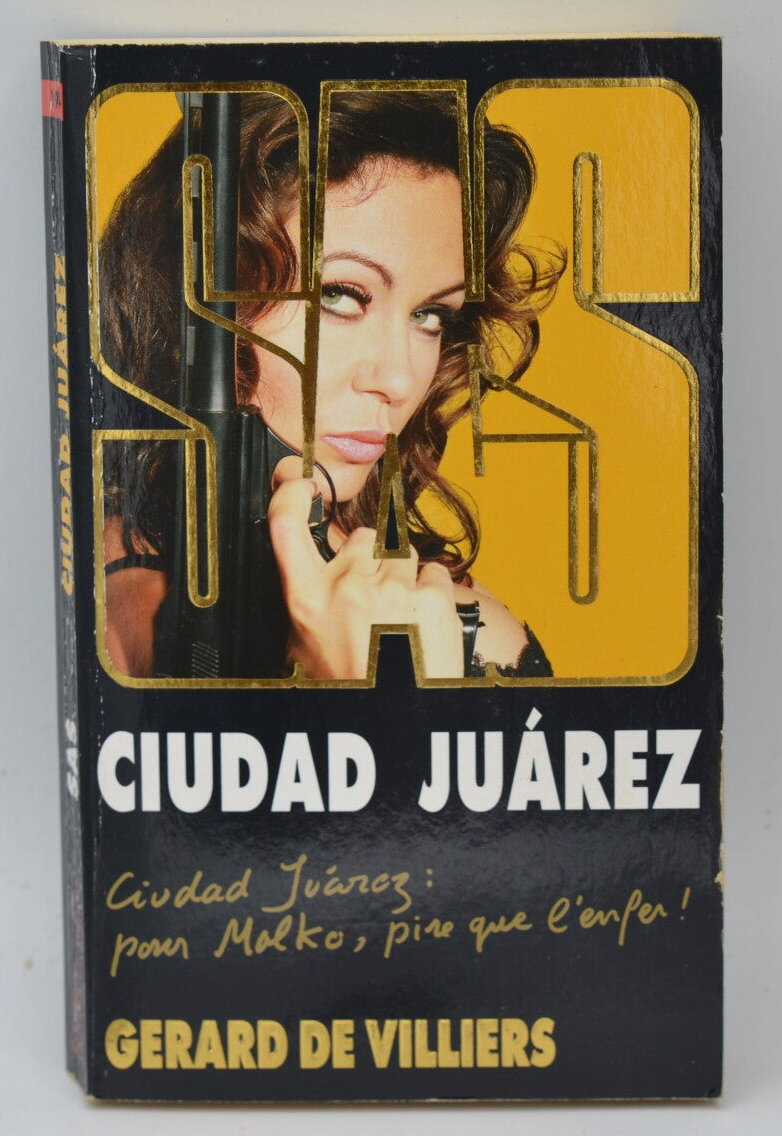 SAS
CIUDAD JUÁREZ
Ciudad Juárez:
pour Malko, pire que l'enfer!
GERARD DE VILLIERS
CIUDAD JUÁREZ
SAS